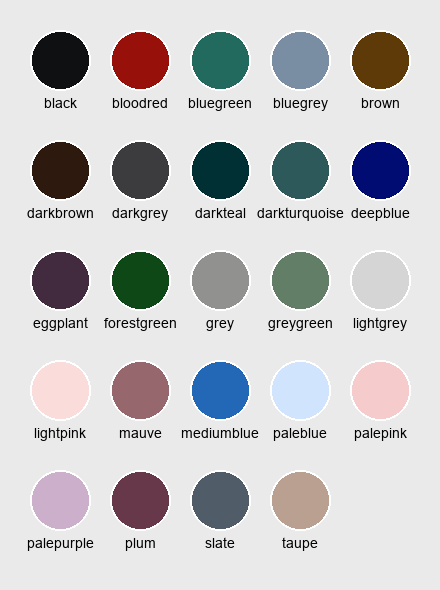 black bloodred bluegreen bluegrey brown
darkbrown darkgrey darkteal darkturquoise deepblue
eggplant forestgreen grey greygreen lightgrey
lightpink mauve mediumblue paleblue palepink
palepurple plum slate taupe